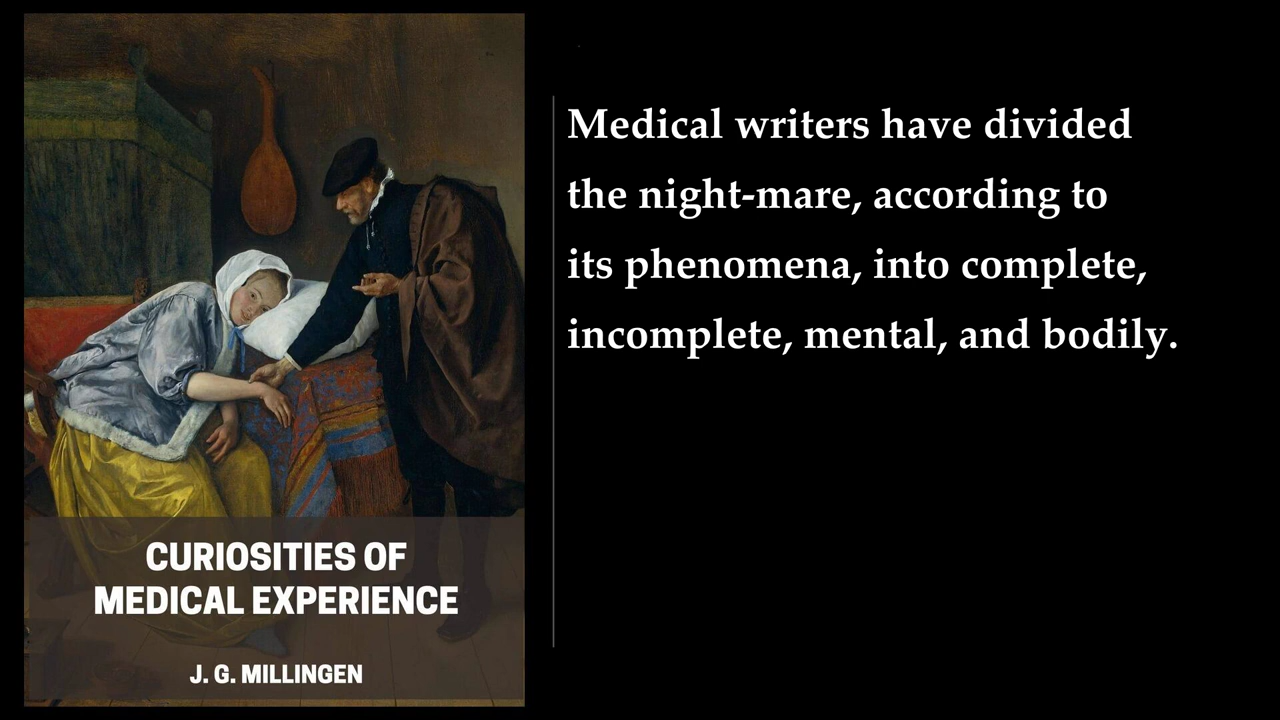 Medical writers have divided
the night-mare, according to
its phenomena, into complete,
incomplete, mental, and bodily.
CURIOSITIES OF
MEDICAL EXPERIENCE
J. G. MILLINGEN